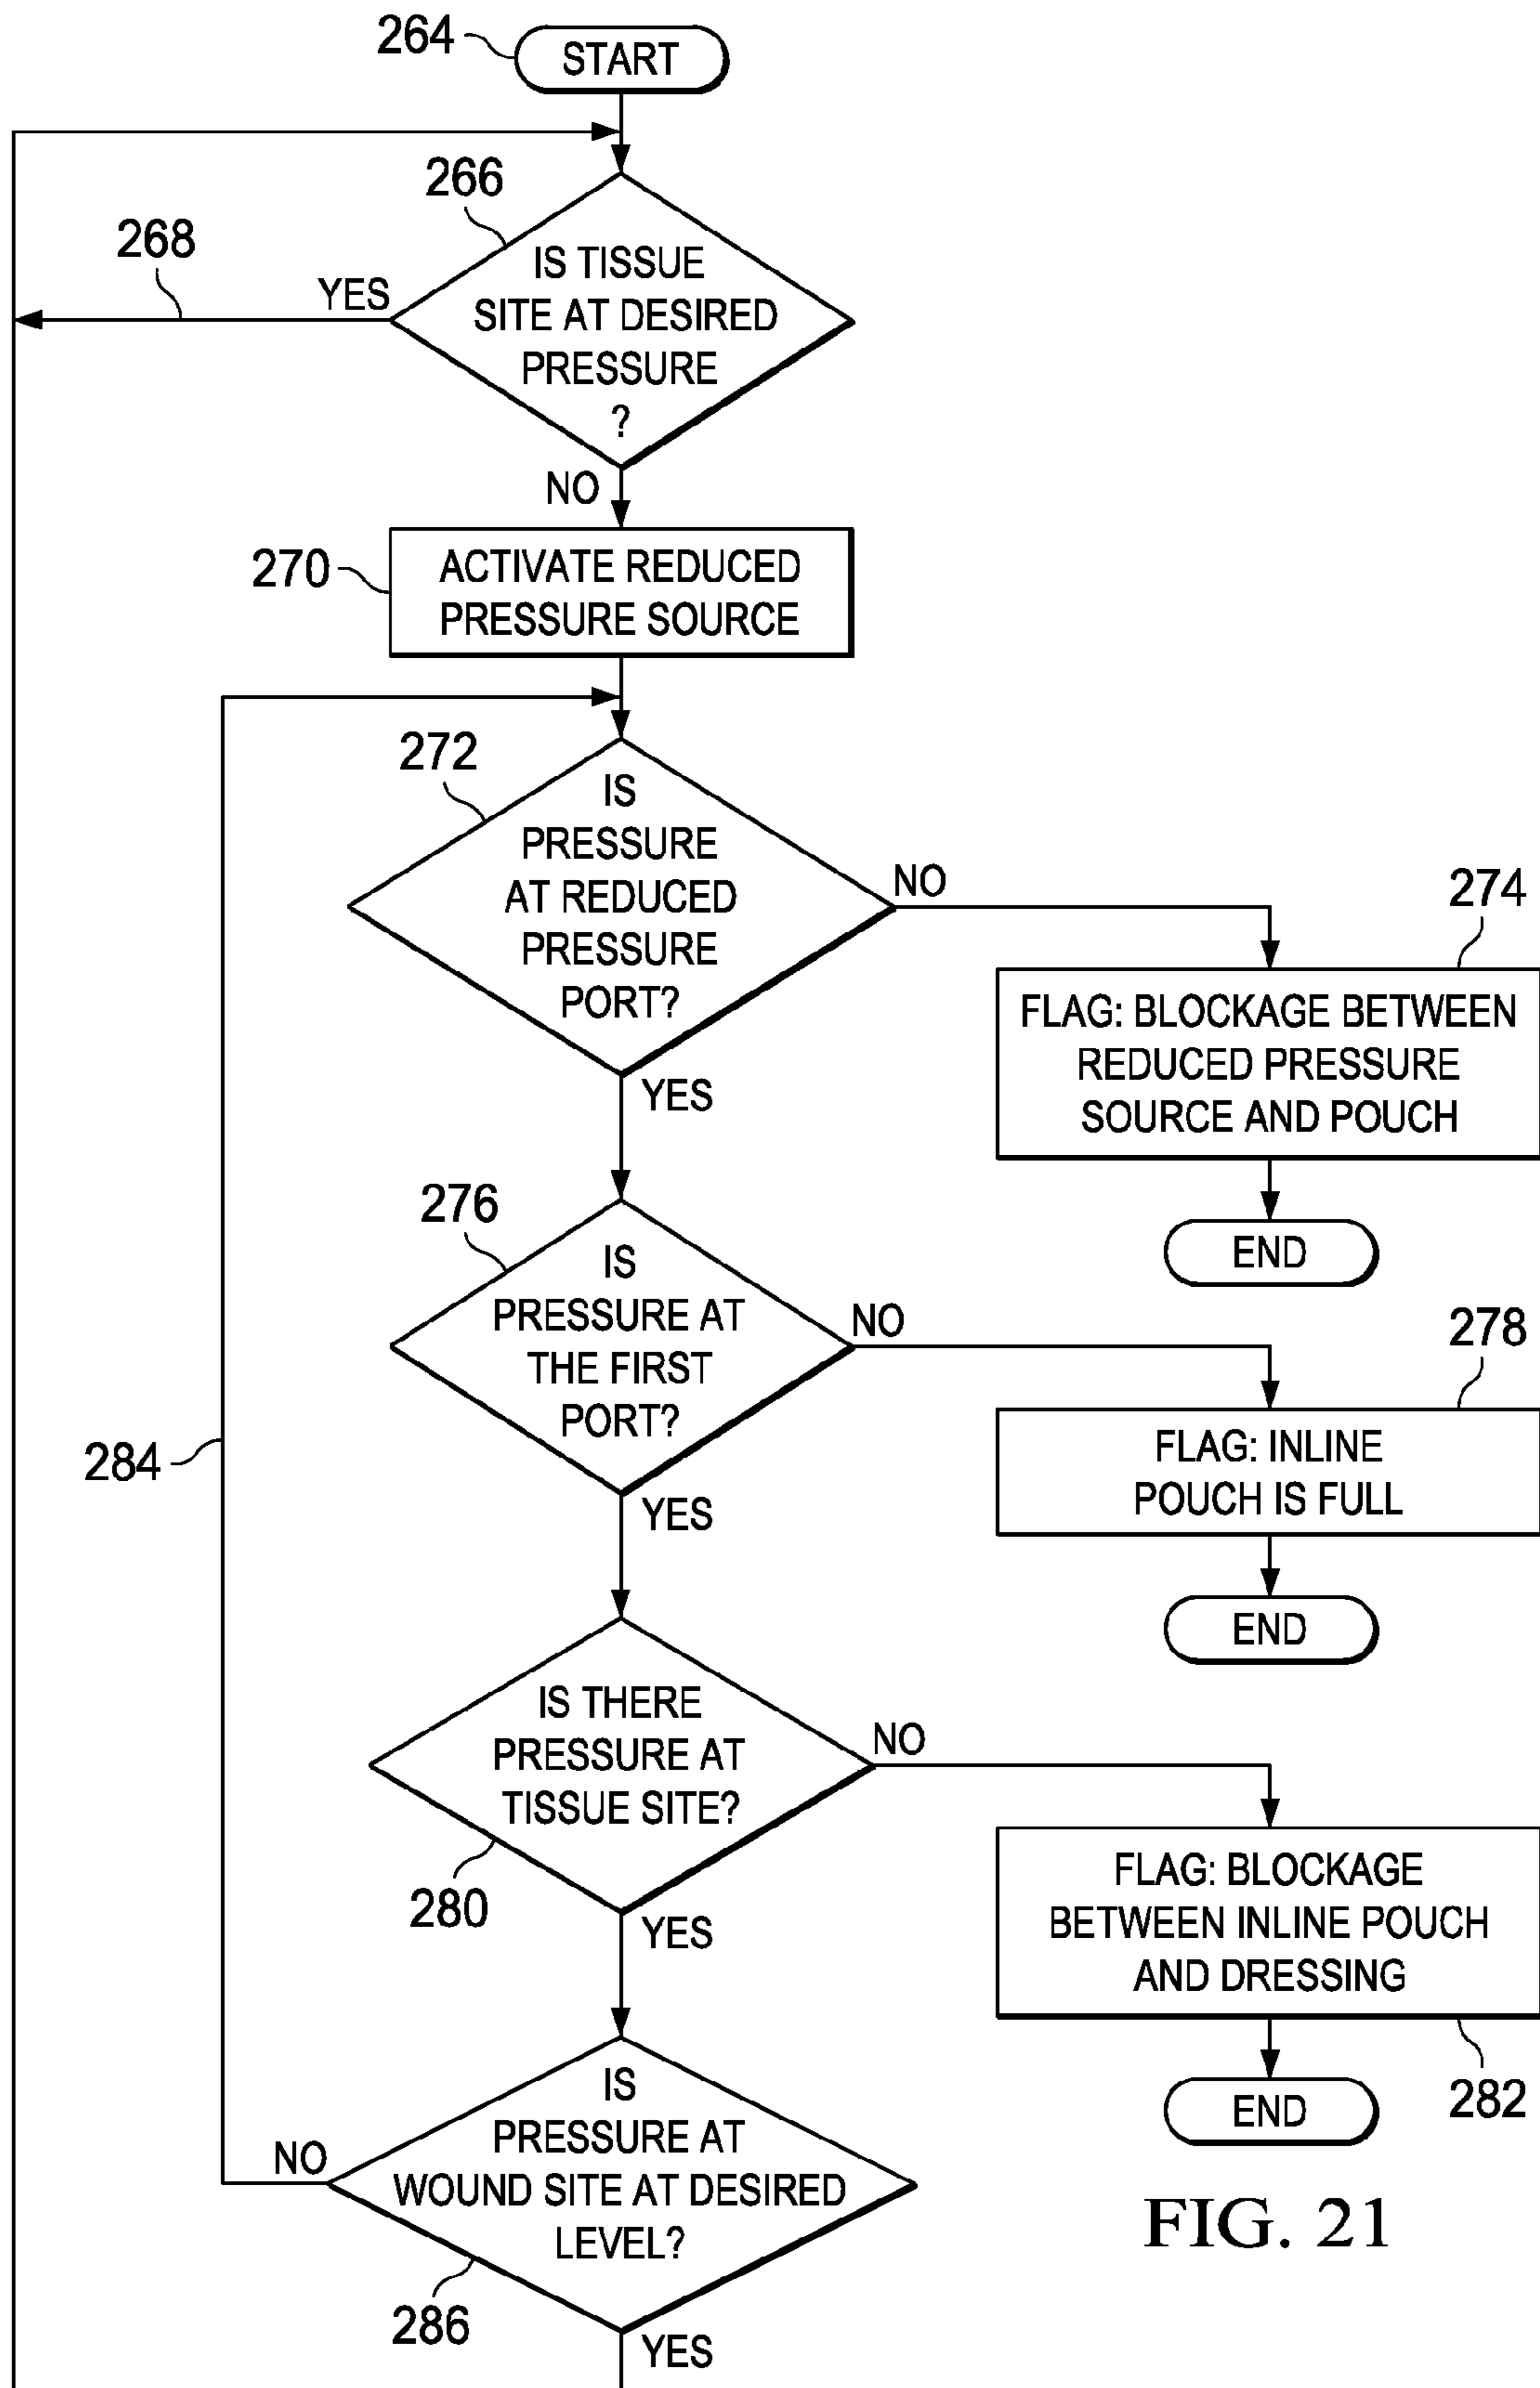 264
START
266
268
YES
IS TISSUE
SITE AT DESIRED
PRESSURE
?
NO
270
ACTIVATE REDUCED
PRESSURE SOURCE
272
IS
PRESSURE
AT REDUCED
PRESSURE
PORT?
NO
274
FLAG: BLOCKAGE BETWEEN
REDUCED PRESSURE
SOURCE AND POUCH
YES
END
276
IS
PRESSURE AT
THE FIRST
PORT?
NO
278
FLAG: INLINE
POUCH IS FULL
284
YES
END
IS THERE
PRESSURE AT
TISSUE SITE?
NO
280
FLAG: BLOCKAGE
BETWEEN INLINE POUCH
AND DRESSING
YES
282
END
IS
PRESSURE AT
WOUND SITE AT DESIRED
LEVEL?
NO
286
YES
FIG. 21